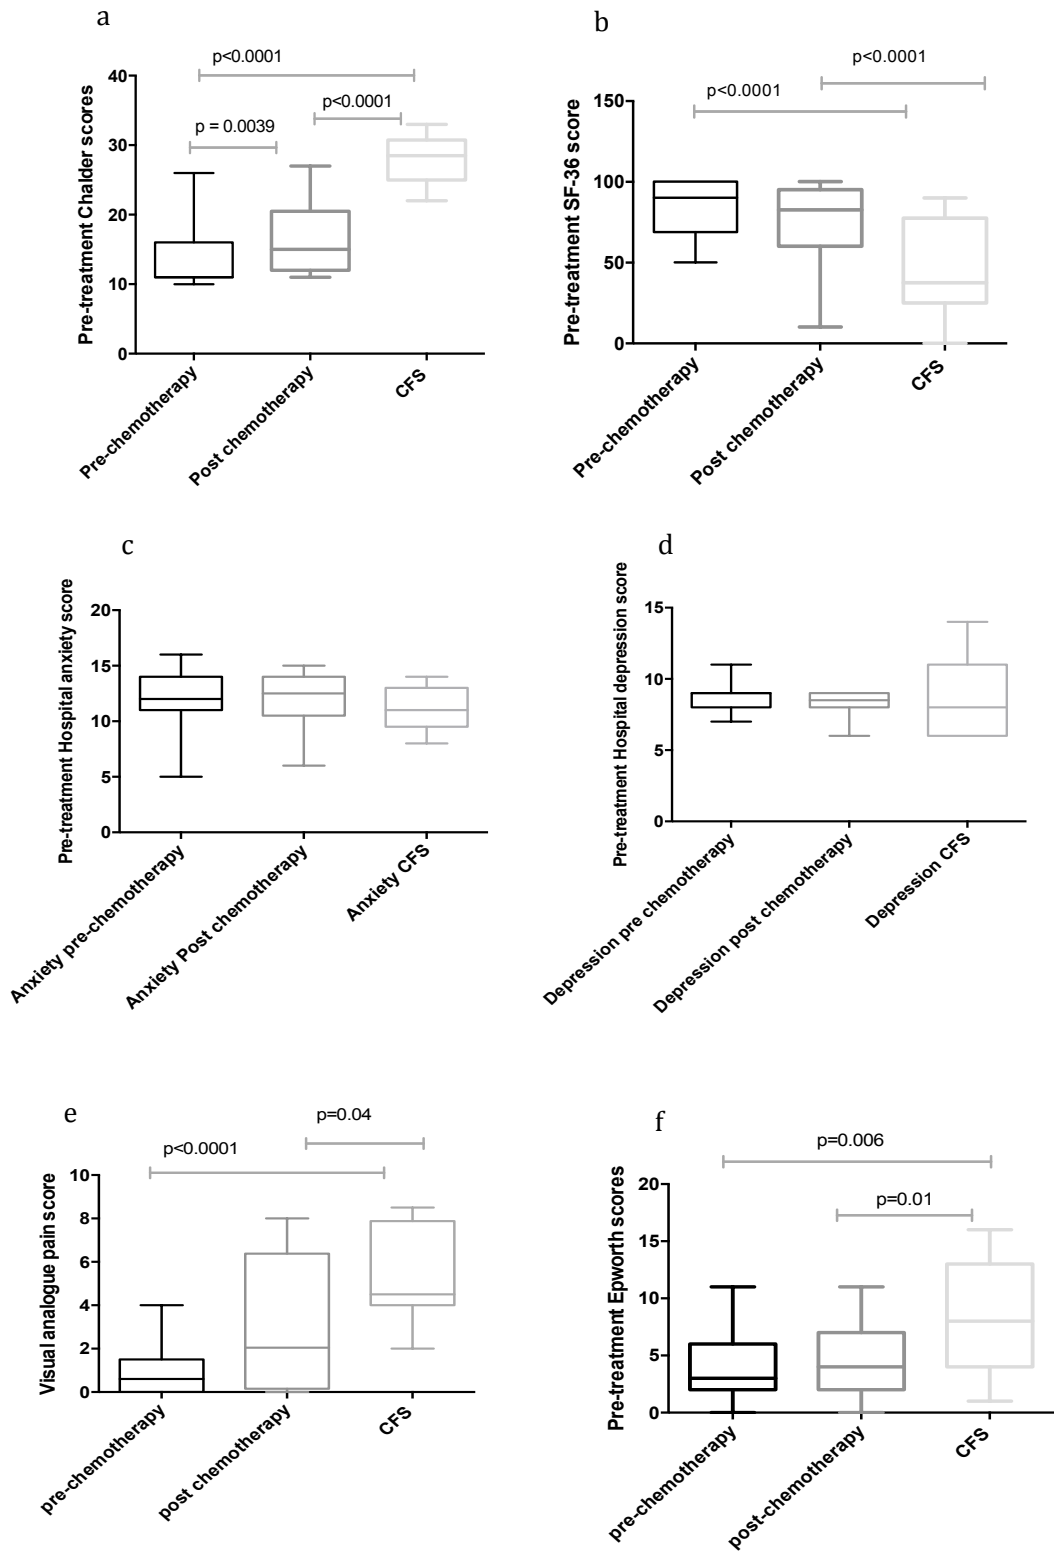 a
p<0.0001
p<0.0001
p = 0.0039
Pre-treatment Chalder scores
40
30
20
10
0
Pre-chemotherapy
Post chemotherapy
CFS
b
p<0.0001
p<0.0001
Pre-treatment SF-36 score
150
100
50
0
Pre-chemotherapy
Post chemotherapy
CFS
c
Pre-treatment Hospital anxiety score
20
15
10
5
0
Anxiety pre-chemotherapy
Anxiety Post chemotherapy
Anxiety CFS
d
Pre-treatment Hospital depression score
15
10
5
0
Depression pre chemotherapy
Depression post chemotherapy
Depression CFS
e
p=0.04
p<0.0001
Visual analogue pain score
10
8
6
4
2
0
pre-chemotherapy
post chemotherapy
CFS
f
p=0.006
p=0.01
Pre-treatment Epworth scores
20
15
10
5
0
pre-chemotherapy
post-chemotherapy
CFS